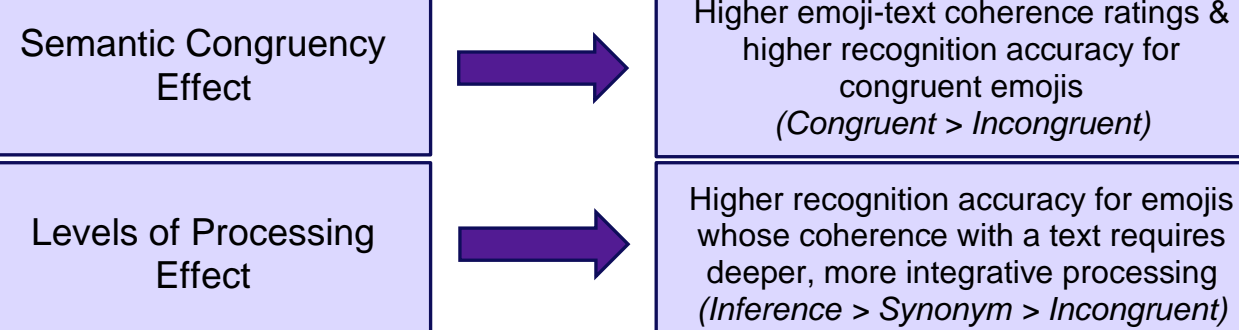 Semantic Congruency
Effect
Higher emoji-text coherence ratings &
higher recognition accuracy for
congruent emojis
(Congruent > Incongruent)
Levels of Processing
Effect
Higher recognition accuracy for emojis
whose coherence with a text requires
deeper, more integrative processing
(Inference > Synonym > Incongruent)